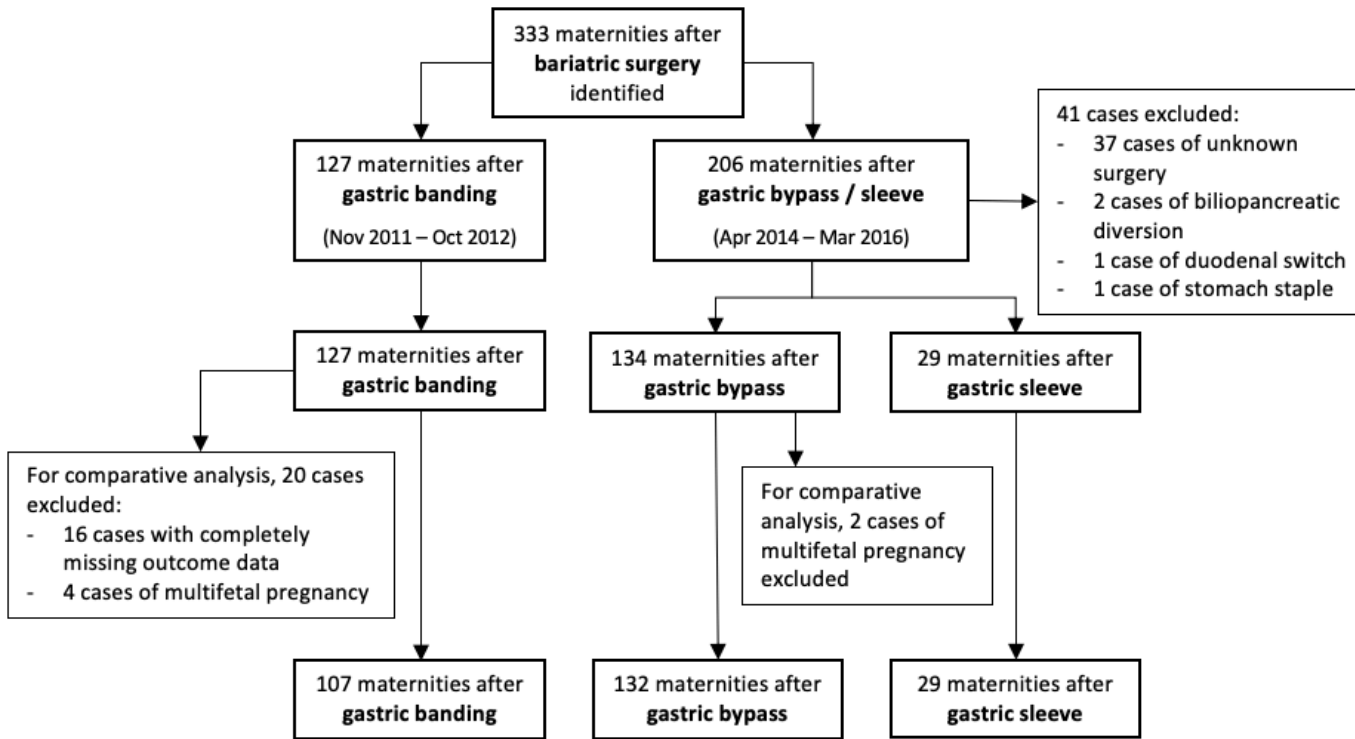 333 maternities after
bariatric surgery
identified
127 maternities after
gastric banding
(Nov 2011 – Oct 2012)
206 maternities after
gastric bypass / sleeve
(Apr 2014 – Mar 2016)
41 cases excluded:
- 37 cases of unknown
surgery
- 2 cases of biliopancreatic
diversion
- 1 case of duodenal switch
- 1 case of stomach staple
127 maternities after
gastric banding
134 maternities after
gastric bypass
29 maternities after
gastric sleeve
For comparative analysis, 20 cases
excluded:
- 16 cases with completely
missing outcome data
- 4 cases of multifetal pregnancy
For comparative
analysis, 2 cases of
multifetal pregnancy
excluded
107 maternities after
gastric banding
132 maternities after
gastric bypass
29 maternities after
gastric sleeve